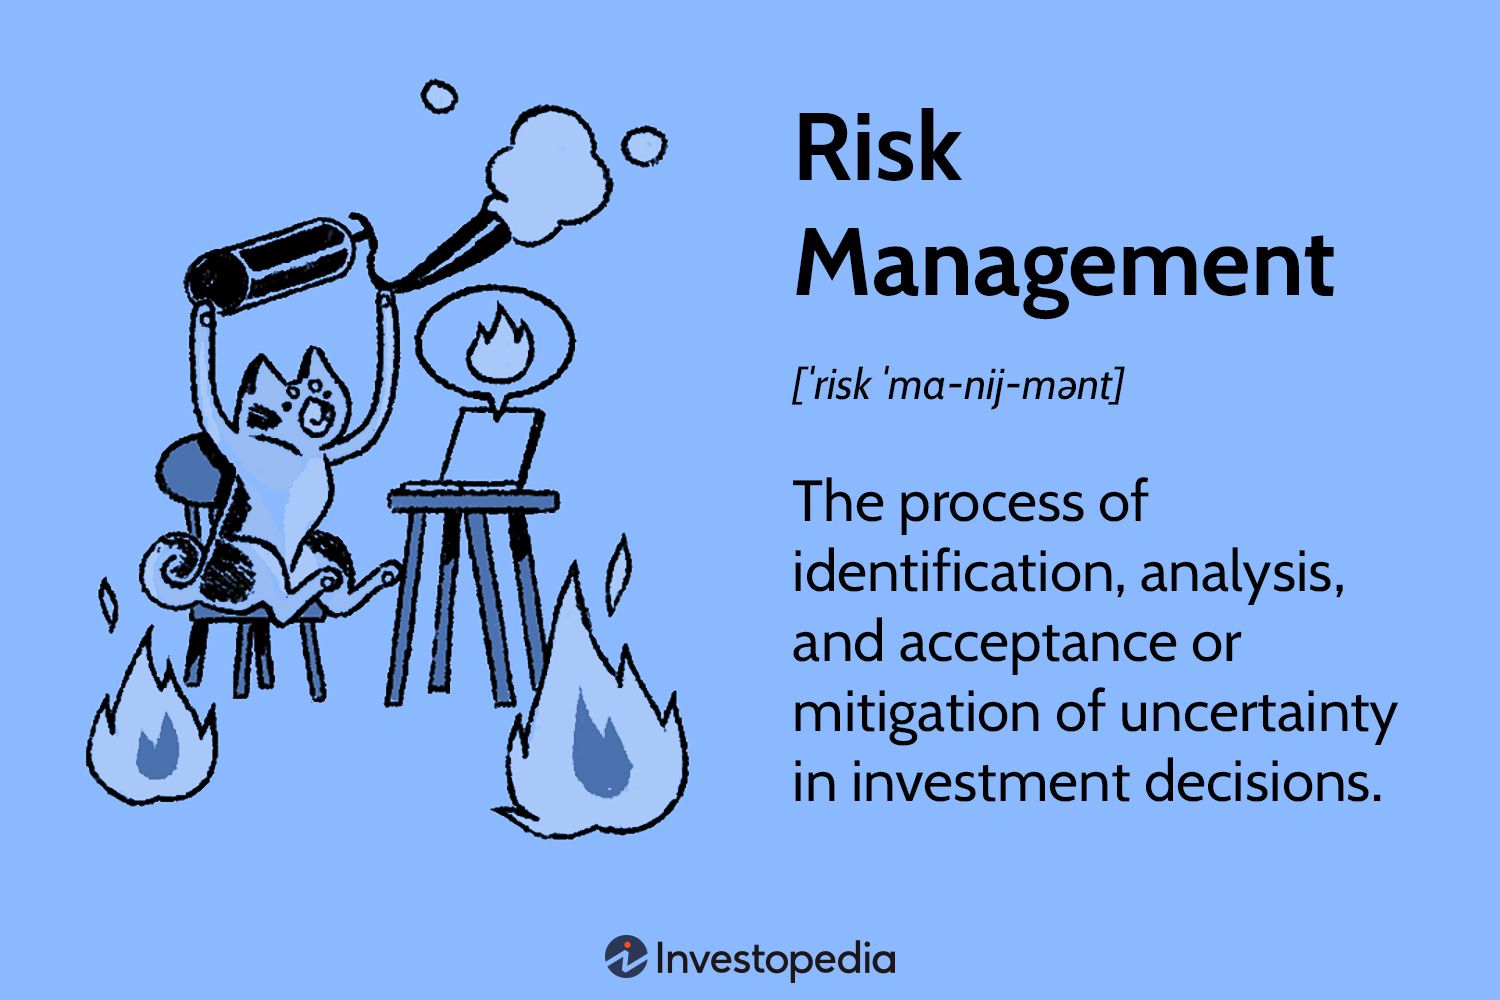 Risk
Management
[ˈrisk ˈma-nij-mənt]
The process of
identification, analysis,
and acceptance or
mitigation of uncertainty
in investment decisions.
Investopedia